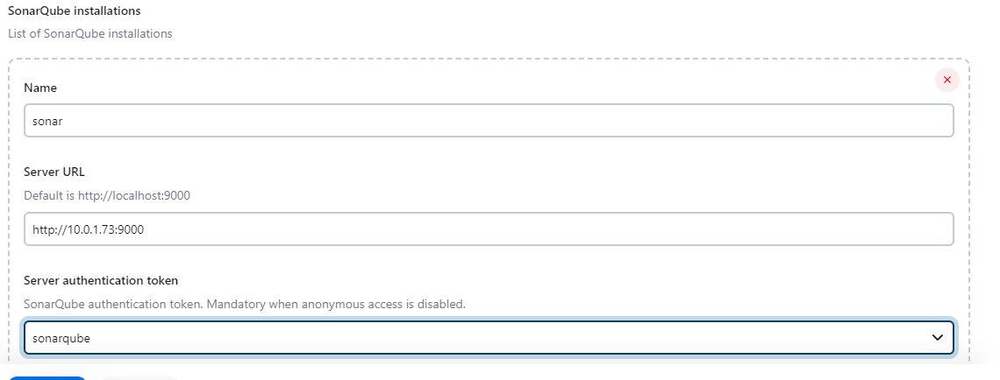 SonarQube installations
List of SonarQube installations
Name
sonar
Server URL
Default is http://localhost:9000
http://10.0.1.73:9000
Server authentication token
SonarQube authentication token. Mandatory when anonymous access is disabled.
sonarqube